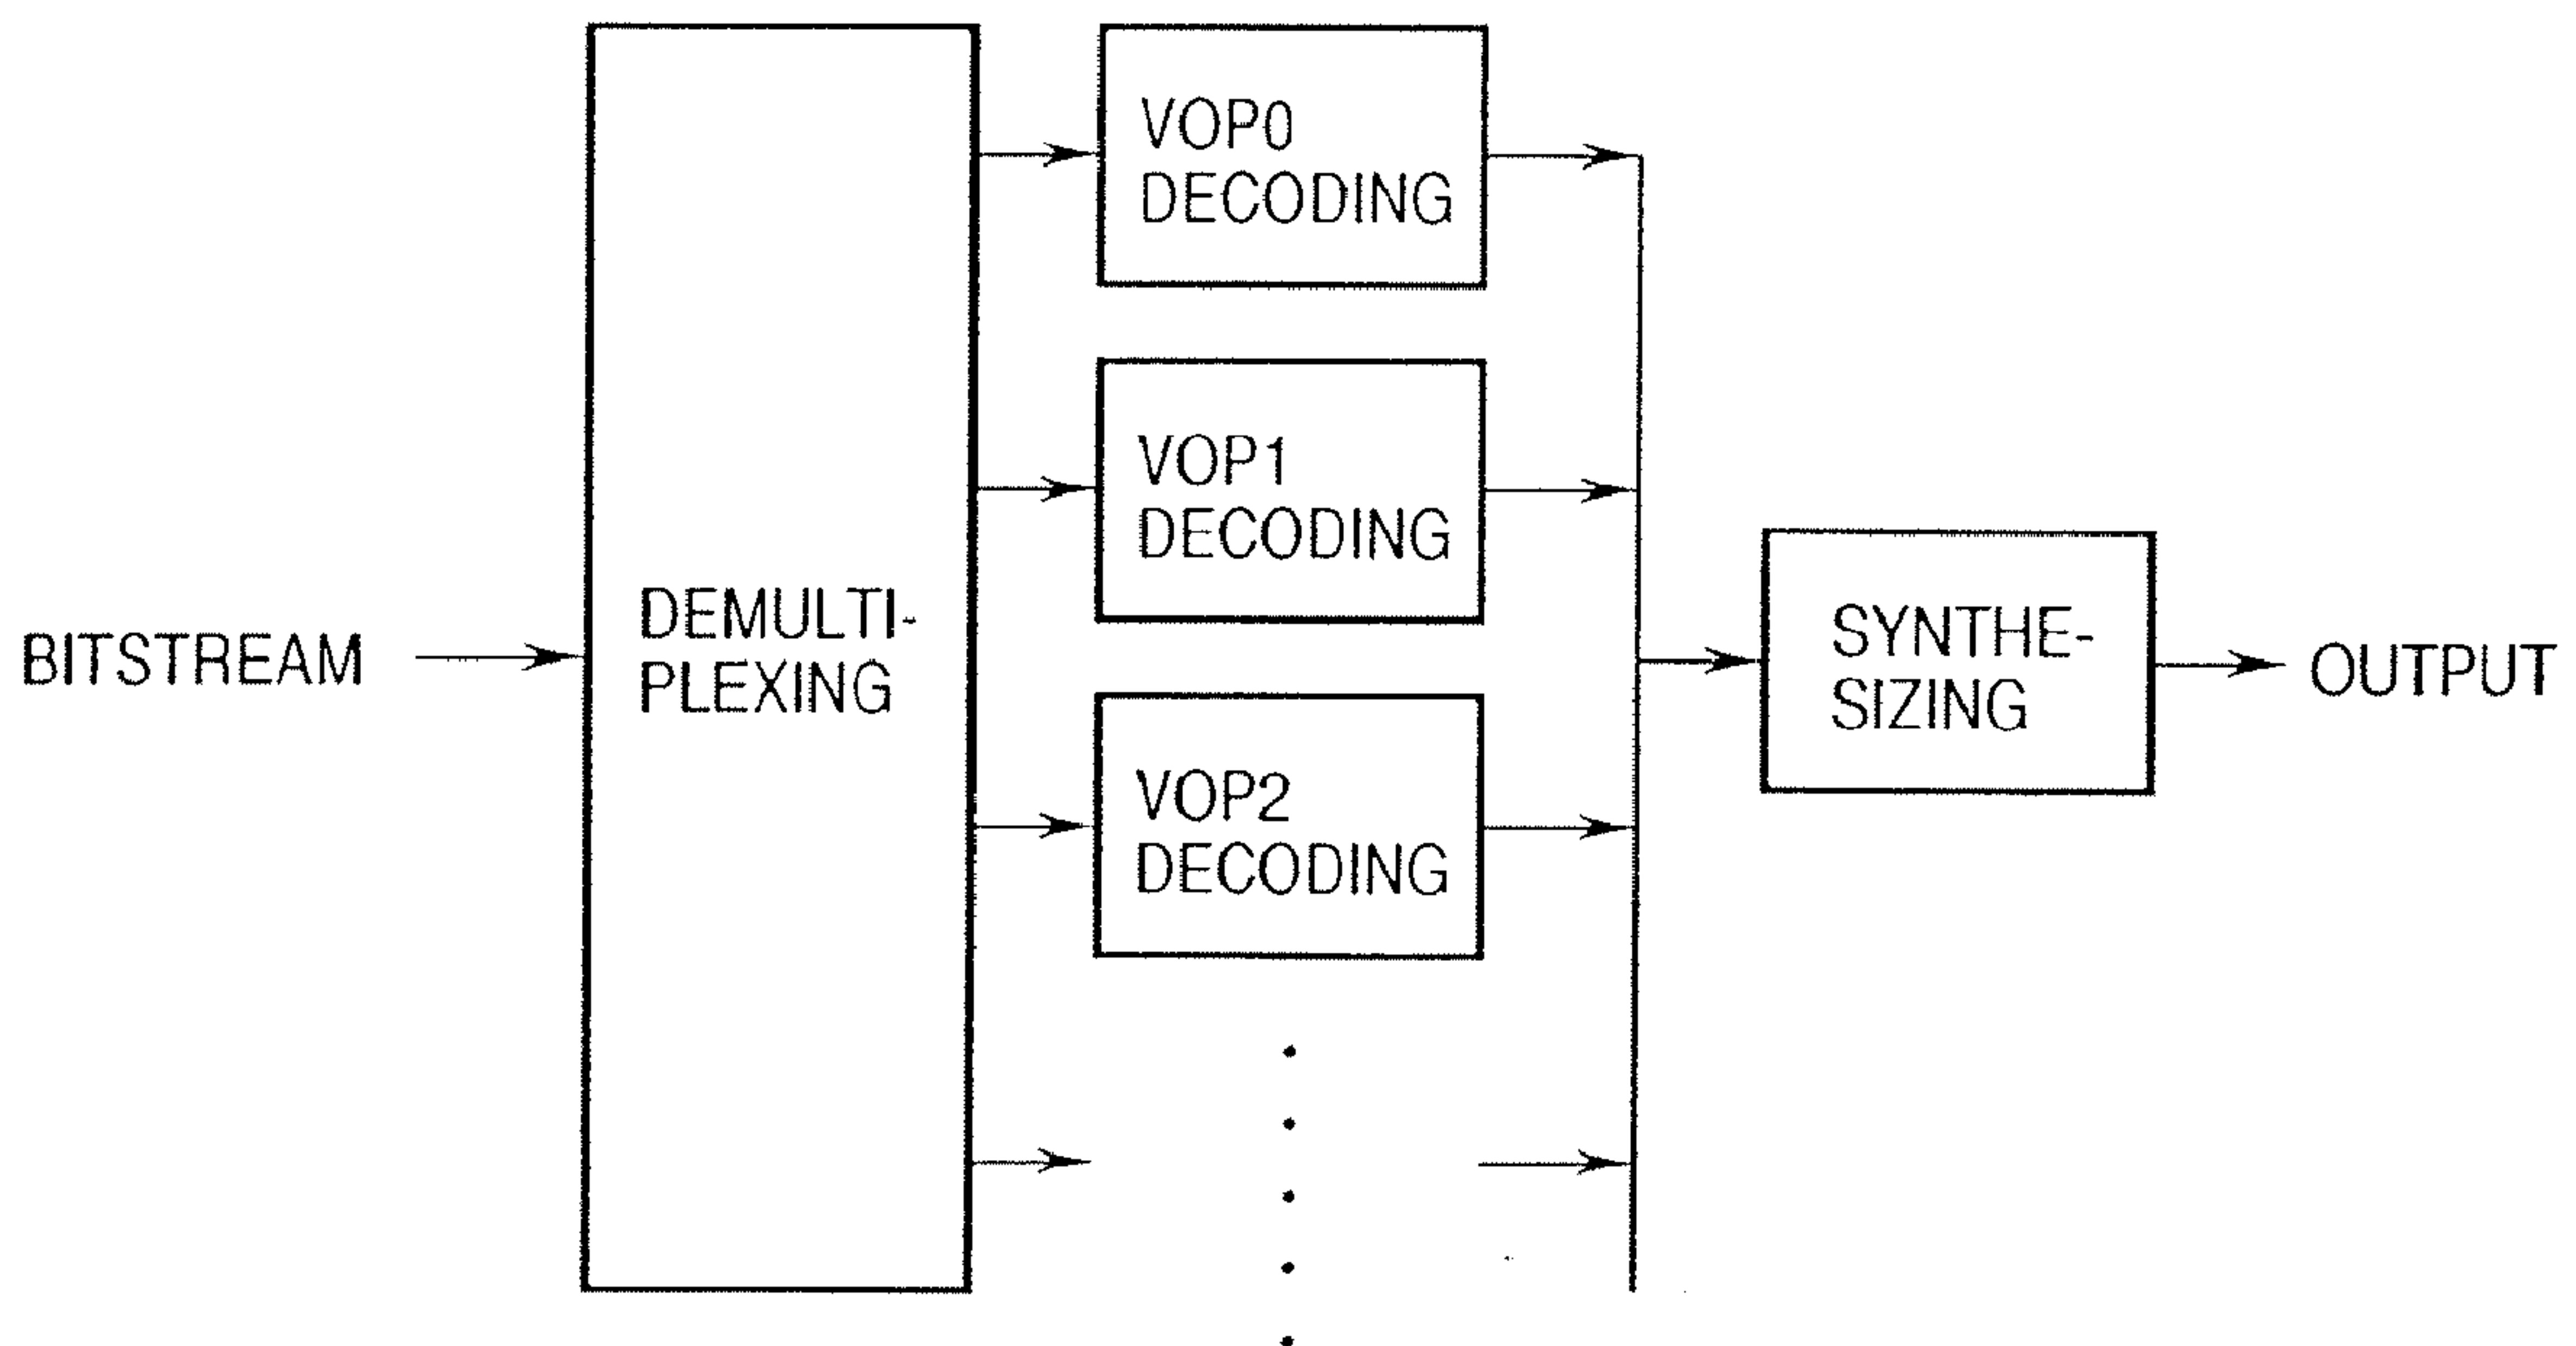 BITSTREAM
DEMULTI-
PLEXING
VOP0
DECODING
VOP1
DECODING
VOP2
DECODING
SYNTHE-
SIZING
OUTPUT